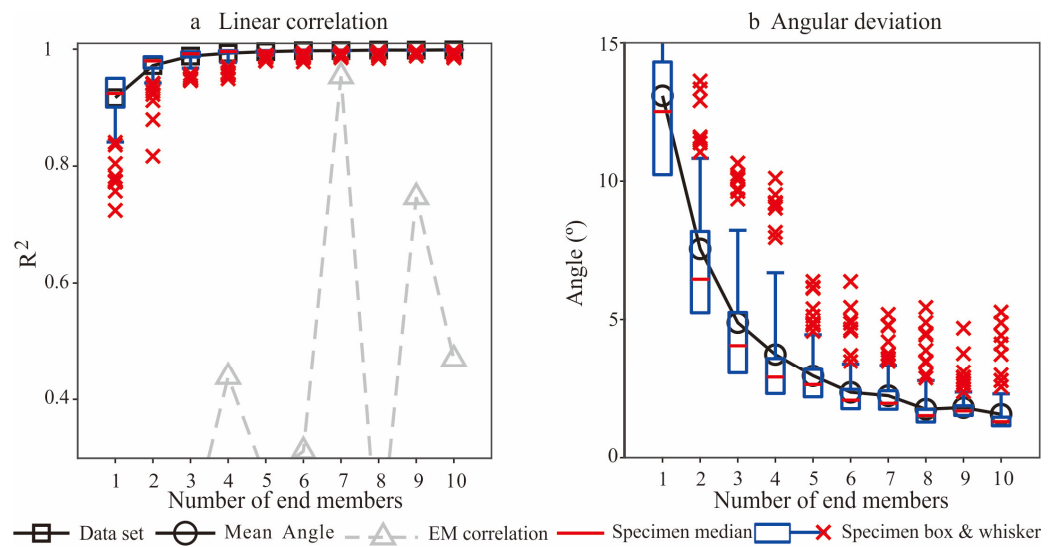 a Linear correlation
1
0.8
0.6
0.4
R²
1 2 3 4 5 6 7 8 9 10
Number of end members
b Angular deviation
15
10
5
0
Angle (º)
1 2 3 4 5 6 7 8 9 10
Number of end members
Data set Mean Angle EM correlation Specimen median Specimen box & whisker